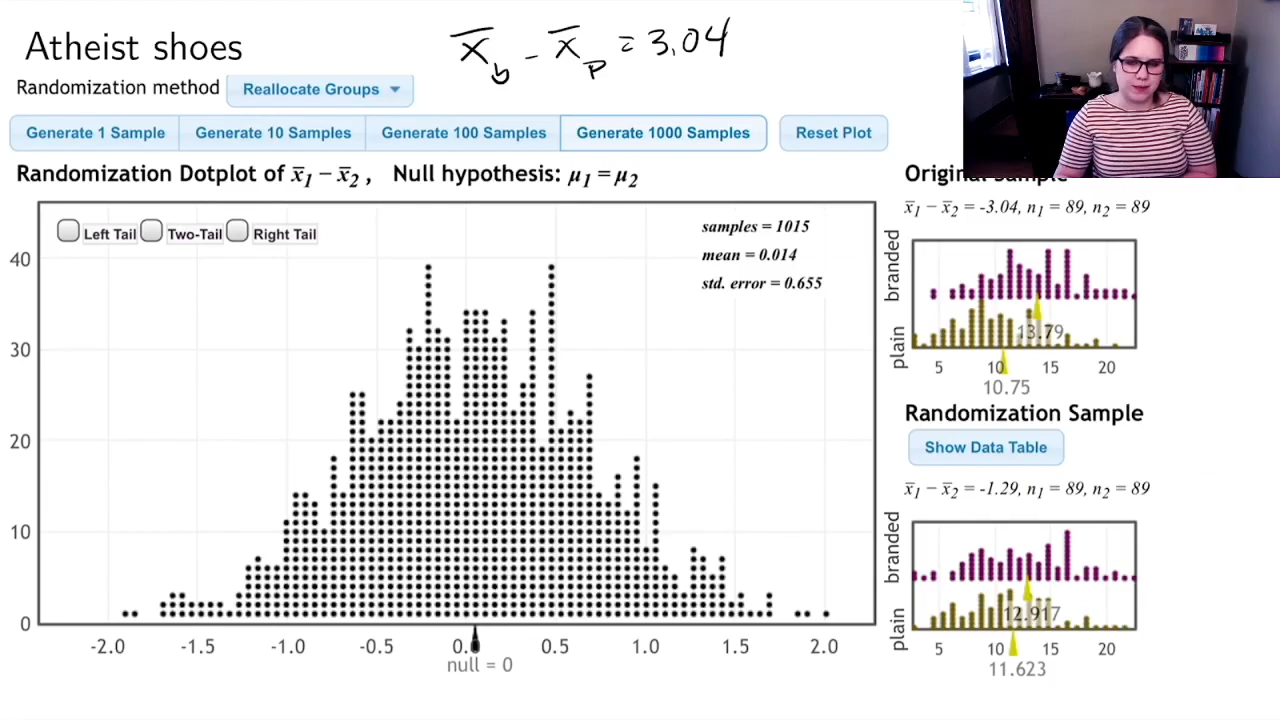 Atheist shoes
x̄_b - x̄_p = 3.04
Randomization method Reallocate Groups
Generate 1 Sample Generate 10 Samples Generate 100 Samples Generate 1000 Samples Reset Plot
Randomization Dotplot of x̄₁ − x̄₂ , Null hypothesis: μ₁ = μ₂
Left Tail Two-Tail Right Tail
samples = 1015
mean = 0.014
std. error = 0.655
40
30
20
10
0
-2.0 -1.5 -1.0 -0.5 0.0 0.5 1.0 1.5 2.0
null = 0
Original Sample
x̄₁ − x̄₂ = -3.04, n₁ = 89, n₂ = 89
branded
plain
13.79
5 10 15 20
10.75
Randomization Sample
Show Data Table
x̄₁ − x̄₂ = -1.29, n₁ = 89, n₂ = 89
branded
plain
12.917
5 10 15 20
11.623